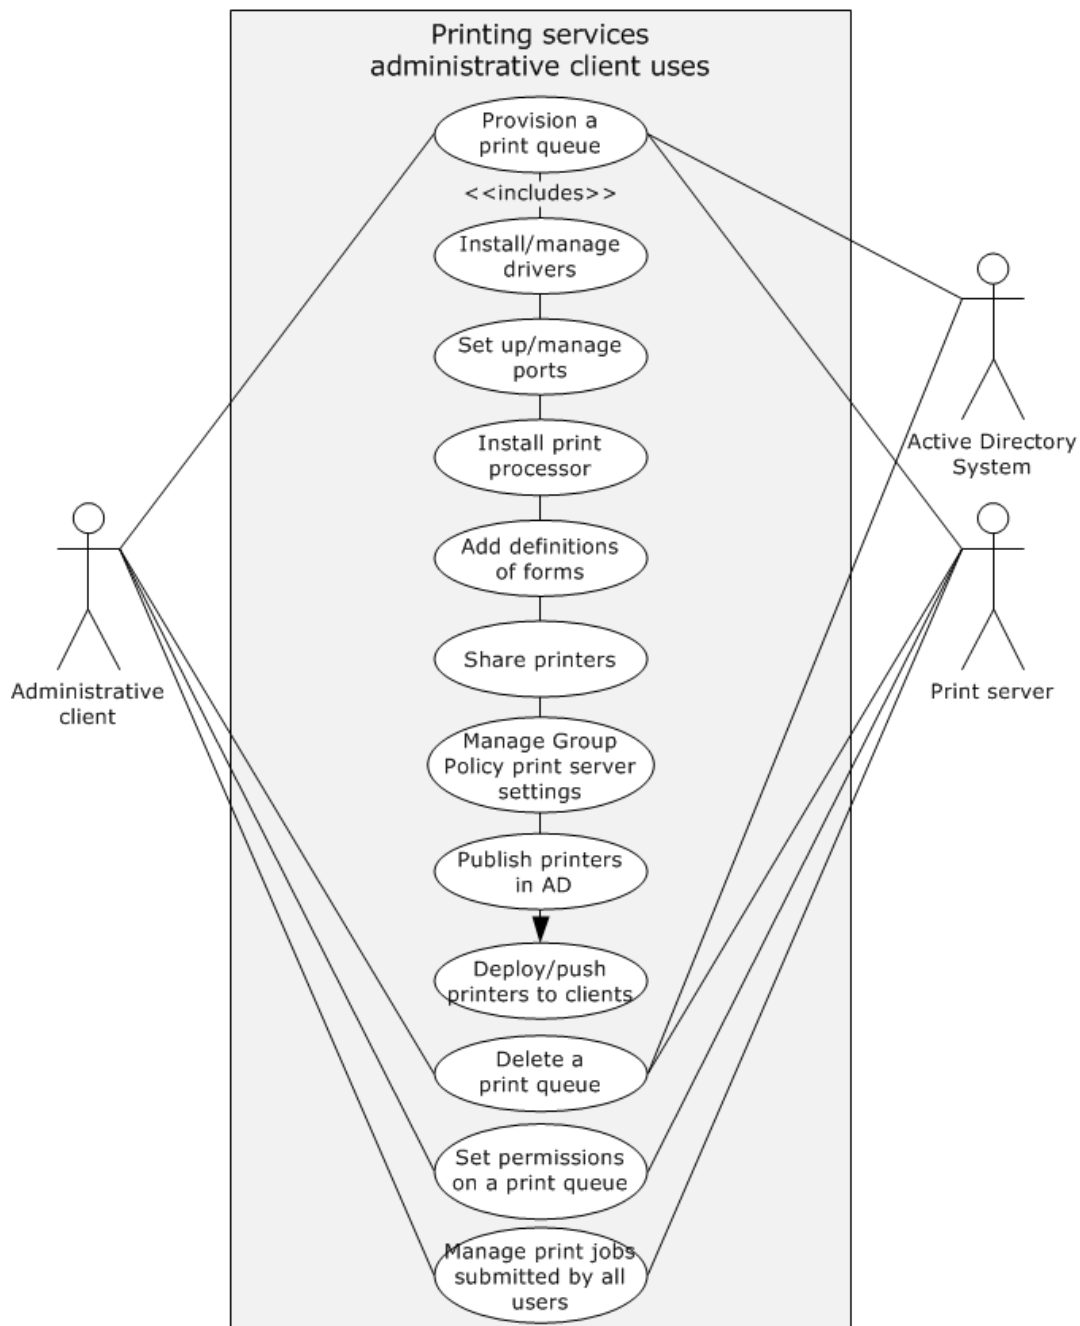 Printing services
administrative client uses
Provision a
print queue
<<includes>>
Install/manage
drivers
Set up/manage
ports
Install print
processor
Active Directory
System
Add definitions
of forms
Share printers
Administrative
client
Print server
Manage Group
Policy print server
settings
Publish printers
in AD
Deploy/push
printers to clients
Delete a
print queue
Set permissions
on a print queue
Manage print jobs
submitted by all
users